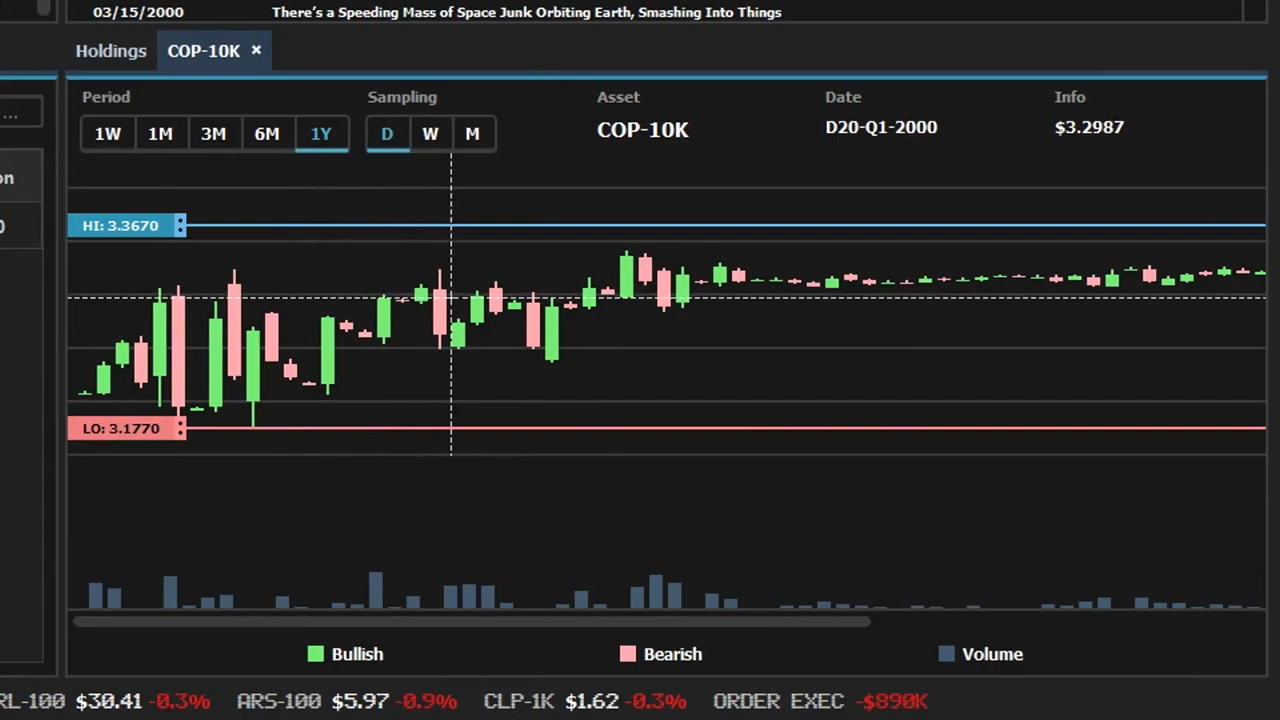 03/15/2000 There's a Speeding Mass of Space Junk Orbiting Earth, Smashing Into Things
Holdings COP-10K ×
Period Sampling Asset Date Info
1W 1M 3M 6M 1Y D W M COP-10K D20-Q1-2000 $3.2987
...
on
HI: 3.3670
LO: 3.1770
Bullish Bearish Volume
RL-100 $30.41 -0.3% ARS-100 $5.97 -0.9% CLP-1K $1.62 -0.3% ORDER EXEC -$890K